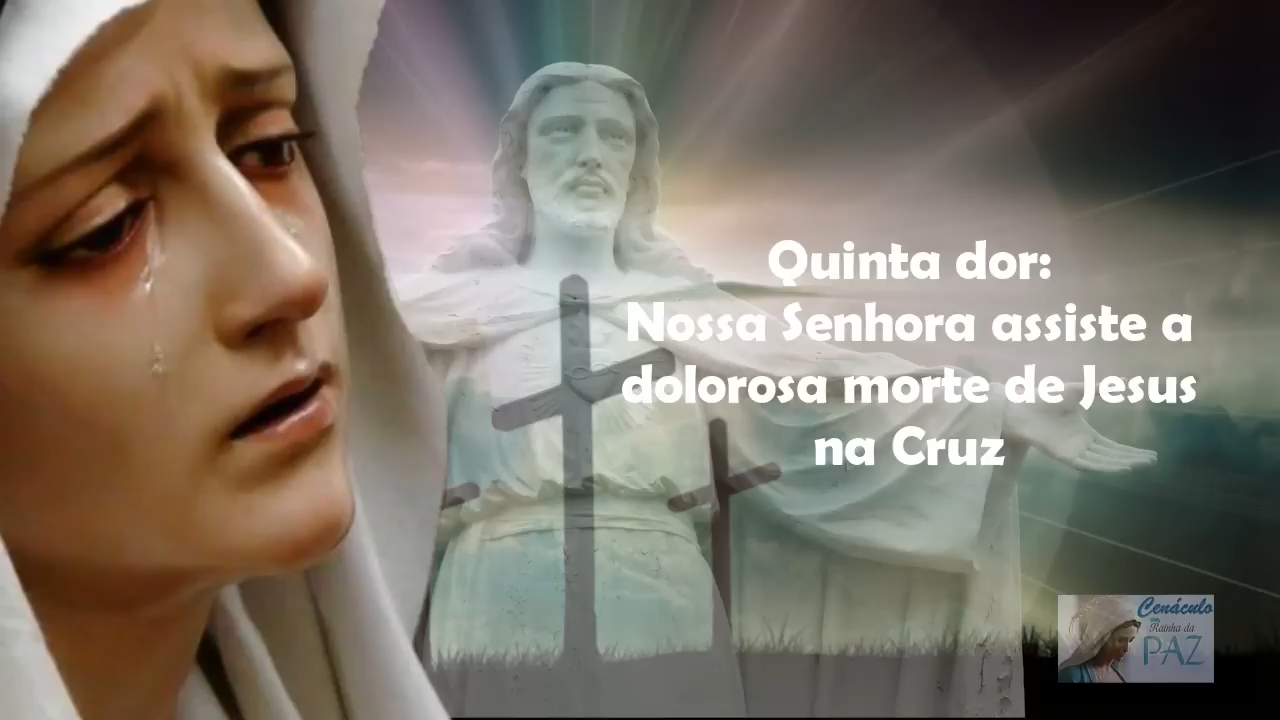 Quinta dor:
Nossa Senhora assiste a
dolorosa morte de Jesus
na Cruz
Cenáculo
Rainha da
PAZ